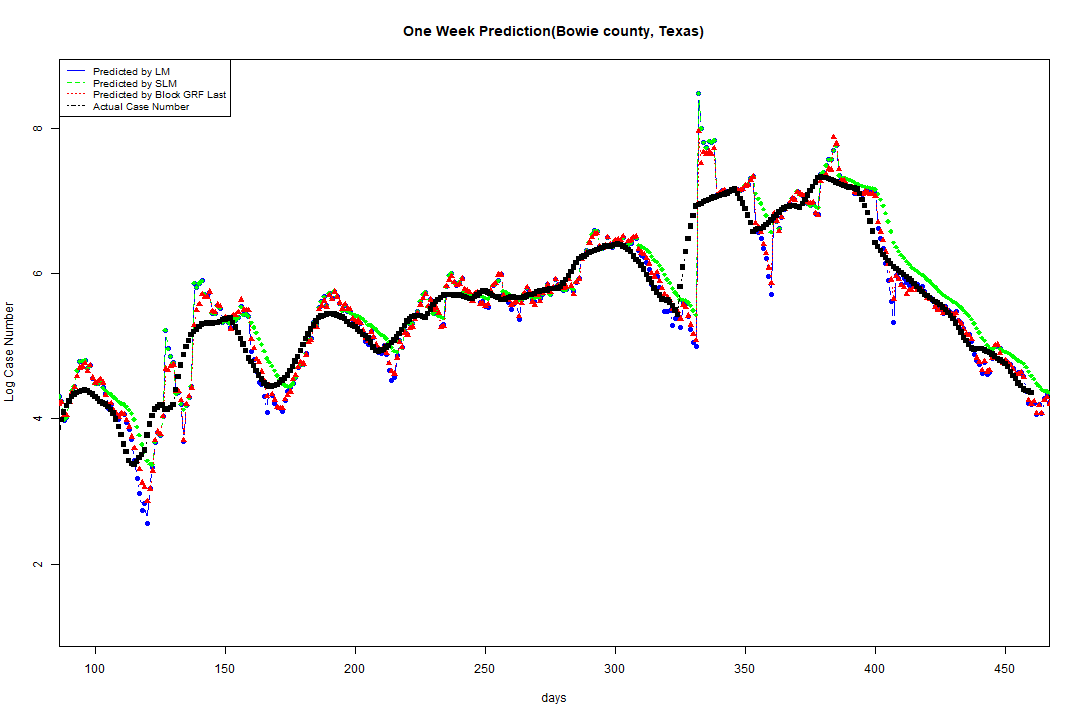 One Week Prediction(Bowie county, Texas)
Predicted by LM
Predicted by SLM
Predicted by Block GRF Last
Actual Case Number
Log Case Number
8
6
4
2
100 150 200 250 300 350 400 450
days